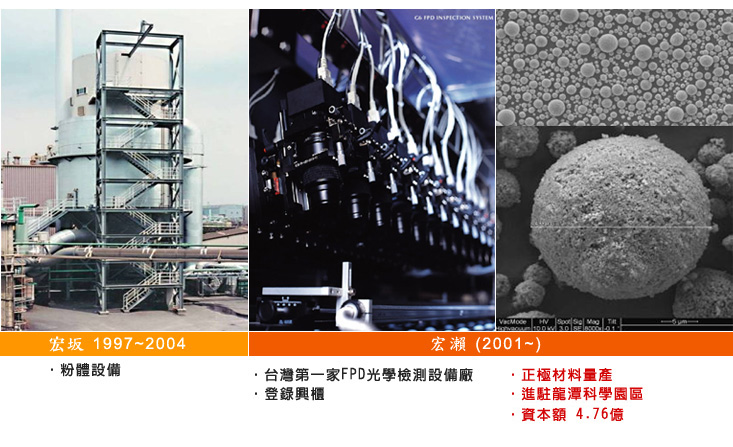 G6 FPD INSPECTION SYSTEM
VacMode HV Spot Sig Mag Tilt 5 μm
Highvacuum 10.0 kV 3.0 SE 8000x -0.1 °
宏坂 1997~2004
宏瀨 (2001~)
·粉體設備
·台灣第一家FPD光學檢測設備廠
·登錄興櫃
·正極材料量產
·進駐龍潭科學園區
·資本額 4.76億